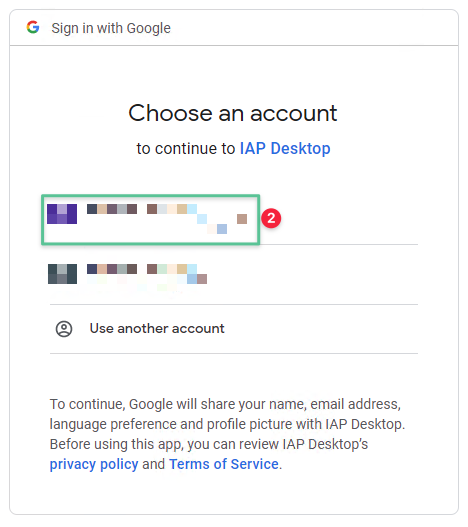 Sign in with Google
Choose an account
to continue to IAP Desktop
2
Use another account
To continue, Google will share your name, email address,
language preference and profile picture with IAP Desktop.
Before using this app, you can review IAP Desktop’s
privacy policy and Terms of Service.